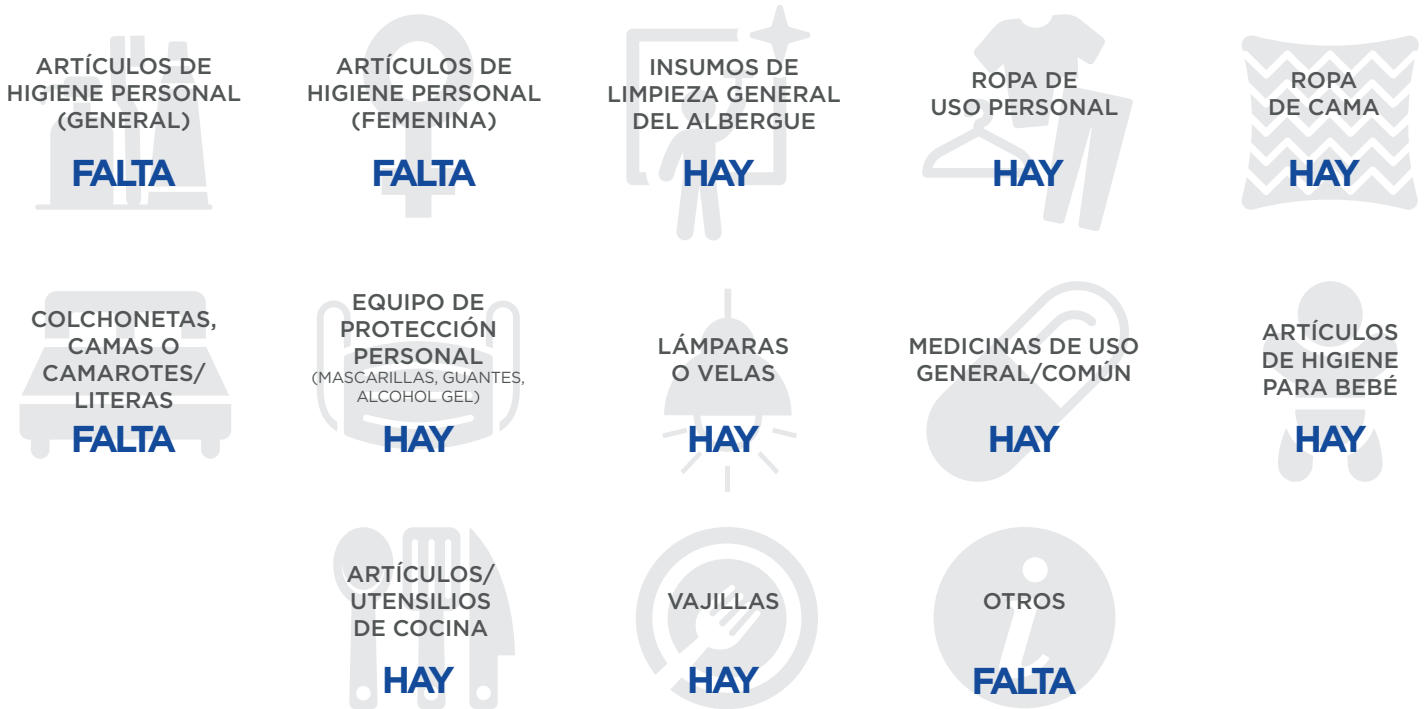 ARTÍCULOS DE
HIGIENE PERSONAL
(GENERAL)
FALTA
ARTÍCULOS DE
HIGIENE PERSONAL
(FEMENINA)
FALTA
INSUMOS DE
LIMPIEZA GENERAL
DEL ALBERGUE
HAY
ROPA DE
USO PERSONAL
HAY
ROPA
DE CAMA
HAY
COLCHONETAS,
CAMAS O
CAMAROTES/
LITERAS
FALTA
EQUIPO DE
PROTECCIÓN
PERSONAL
(MASCARILLAS, GUANTES,
ALCOHOL GEL)
HAY
LÁMPARAS
O VELAS
HAY
MEDICINAS DE USO
GENERAL/COMÚN
HAY
ARTÍCULOS
DE HIGIENE
PARA BEBÉ
HAY
ARTÍCULOS/
UTENSILIOS
DE COCINA
HAY
VAJILLAS
HAY
OTROS
FALTA